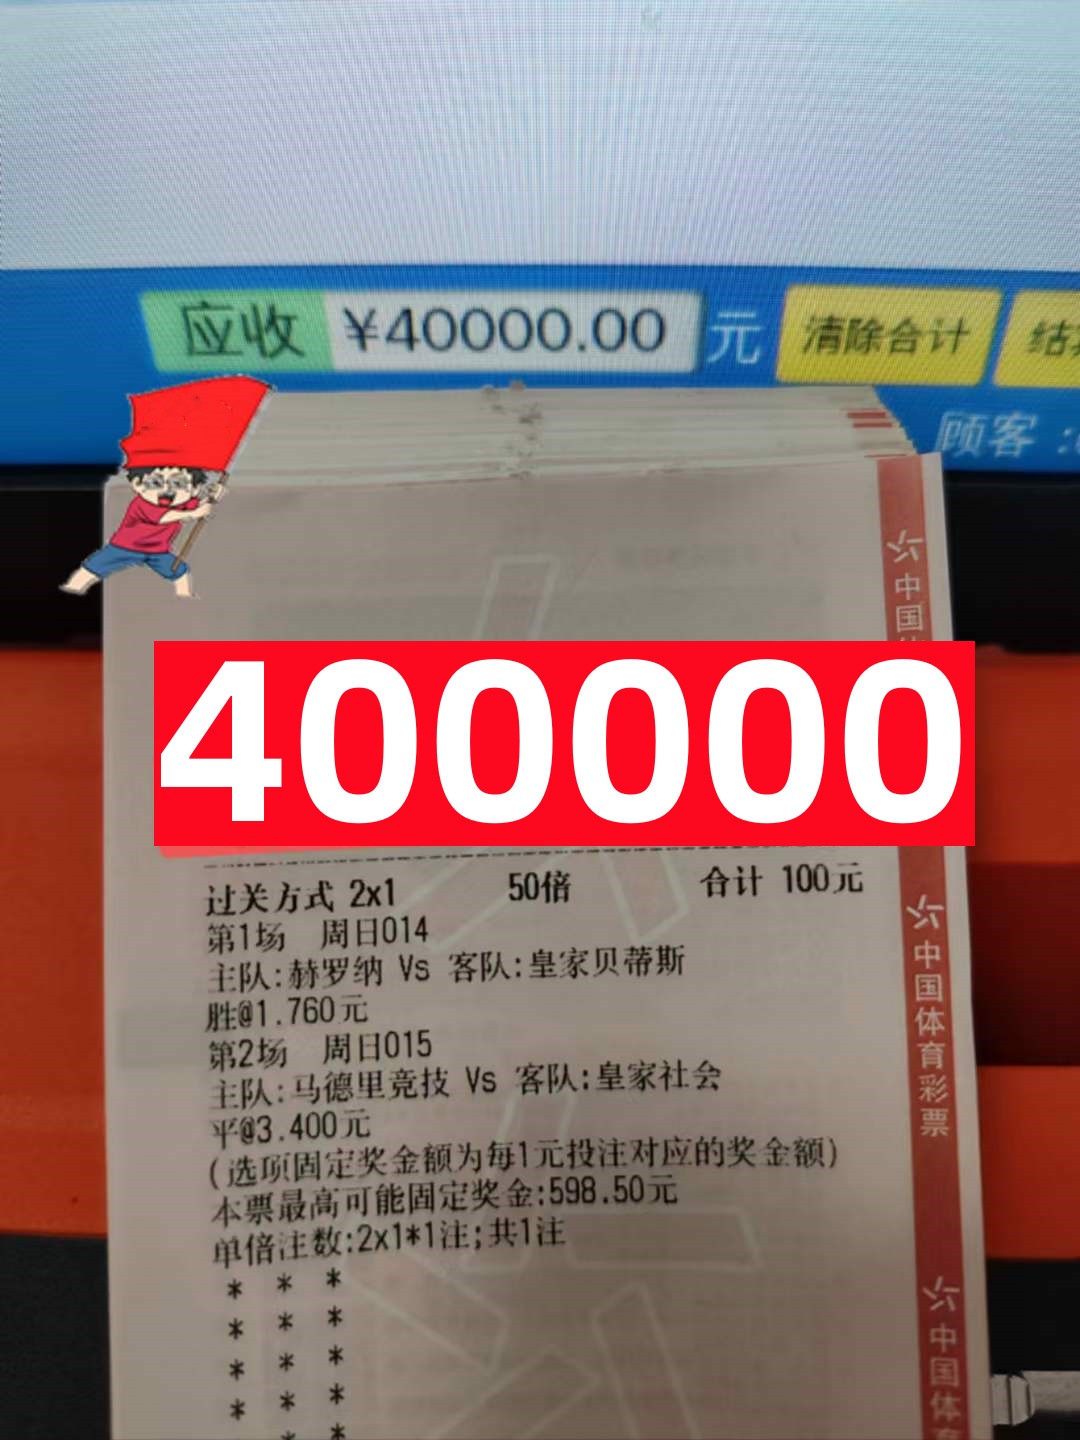 应收 ¥40000.00 元 清除合计 结
顾客 :
400000
过关方式 2x1 50倍 合计 100元
第1场 周日014
主队:赫罗纳 Vs 客队:皇家贝蒂斯
胜@1.760元
第2场 周日015
主队:马德里竞技 Vs 客队:皇家社会
平@3.400元
(选项固定奖金额为每1元投注对应的奖金额)
本票最高可能固定奖金:598.50元
单倍注数:2x1*1注;共1注
* * *
* * *
* * *
* * *
* *
中国
中国体育彩票
中国体